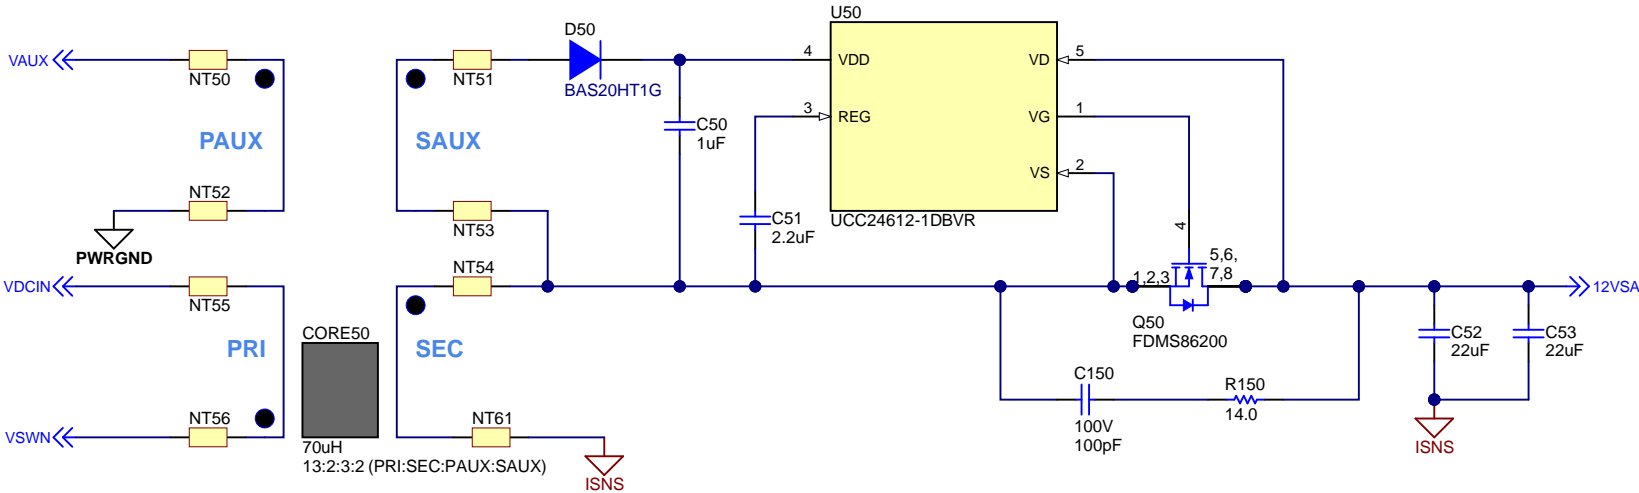 U50
D50
VAUX
NT50
NT51
BAS20HT1G
4
VDD
VD
5
3
REG
VG
1
C50
1uF
PAUX
SAUX
VS
2
NT52
NT53
C51
2.2uF
UCC24612-1DBVR
4
PWRGND
VDCIN
NT55
NT54
1,2,3
5,6,
7,8
12VSA
Q50
FDMS86200
CORE50
PRI
SEC
C52
22uF
C53
22uF
C150
100V
100pF
R150
14.0
VSWN
NT56
NT61
70uH
13:2:3:2 (PRI:SEC:PAUX:SAUX)
ISNS
ISNS